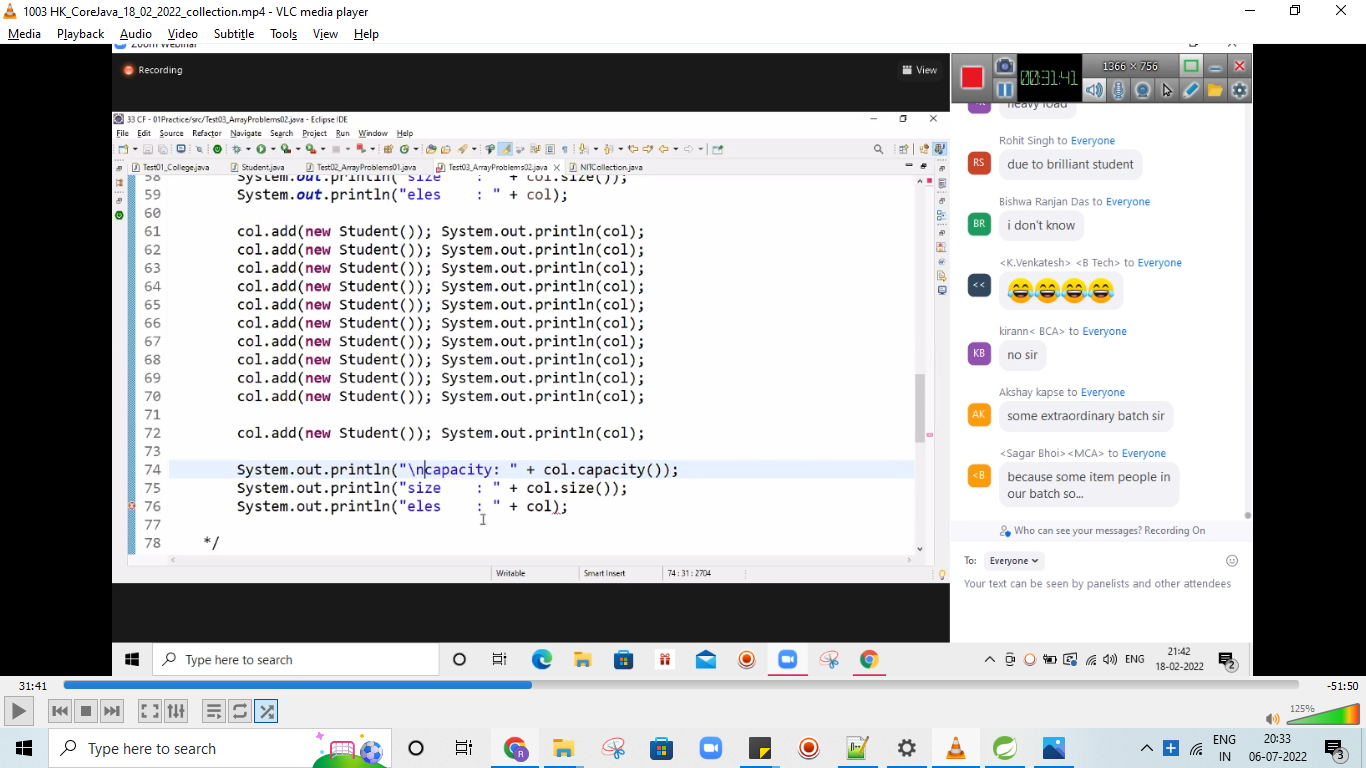 1003 HK_CoreJava_18_02_2022_collection.mp4 - VLC media player
Media Playback Audio Video Subtitle Tools View Help
Zoom Webinar
Recording
View
00:31:41
1366 × 756
33 CF - 01Practice/src/Test03_ArrayProblems02.java - Eclipse IDE
File Edit Source Refactor Navigate Search Project Run Window Help
Test01_College.java Student.java Test02_ArrayProblems01.java Test03_ArrayProblems02.java NITCollection.java
58 System.out.println("size    : " + col.size());
59 System.out.println("eles    : " + col);
60
61 col.add(new Student()); System.out.println(col);
62 col.add(new Student()); System.out.println(col);
63 col.add(new Student()); System.out.println(col);
64 col.add(new Student()); System.out.println(col);
65 col.add(new Student()); System.out.println(col);
66 col.add(new Student()); System.out.println(col);
67 col.add(new Student()); System.out.println(col);
68 col.add(new Student()); System.out.println(col);
69 col.add(new Student()); System.out.println(col);
70 col.add(new Student()); System.out.println(col);
71
72 col.add(new Student()); System.out.println(col);
73
74 System.out.println("\ncapacity: " + col.capacity());
75 System.out.println("size    : " + col.size());
76 System.out.println("eles    : " + col);
77
78 */
Writable Smart Insert 74 : 31 : 2704
heavy load
Rohit Singh to Everyone
RS
due to brilliant student
Bishwa Ranjan Das to Everyone
BR
i don't know
<K.Venkatesh> <B Tech> to Everyone
<<
😂😂😂😂
kirann< BCA> to Everyone
KB
no sir
Akshay kapse to Everyone
AK
some extraordinary batch sir
<Sagar Bhoi> <MCA> to Everyone
<B
because some item people in
our batch so...
Who can see your messages? Recording On
To: Everyone
Your text can be seen by panelists and other attendees
Type here to search
ENG
21:42
18-02-2022
2
31:41
-51:50
125%
Type here to search
ENG
IN
20:33
06-07-2022
3